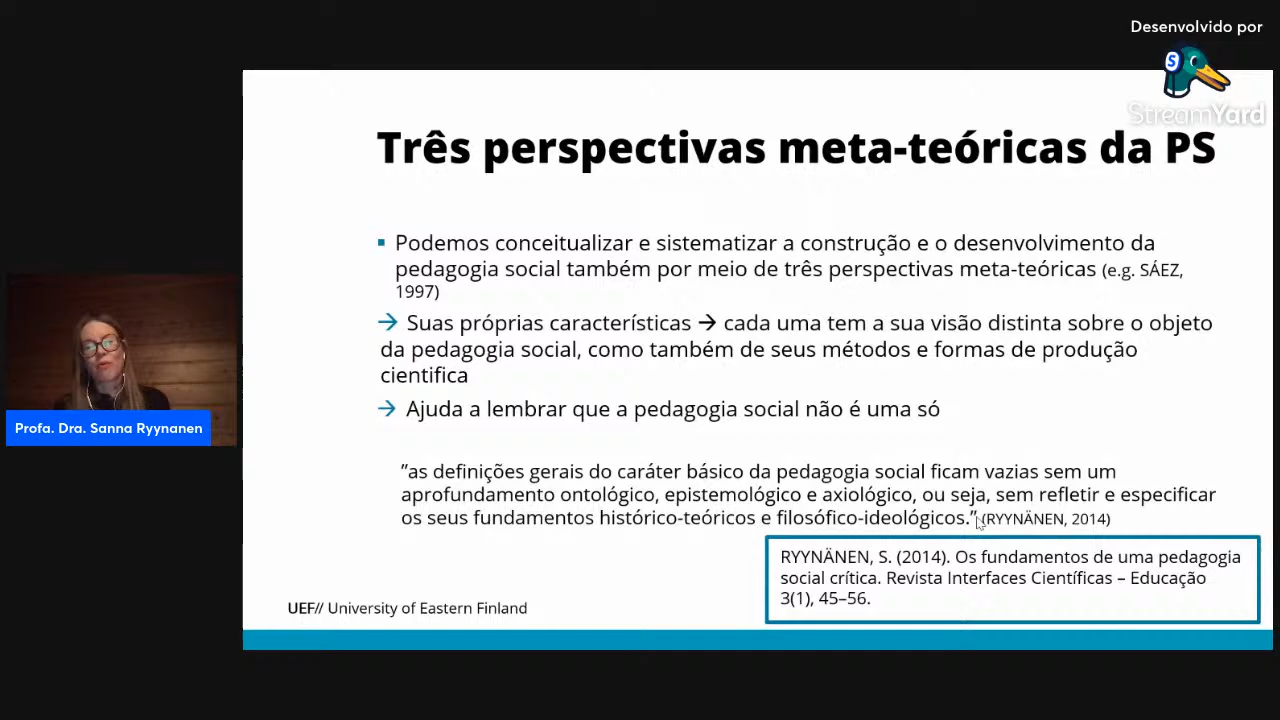 Desenvolvido por
StreamYard
Três perspectivas meta-teóricas da PS
▪ Podemos conceitualizar e sistematizar a construção e o desenvolvimento da
pedagogia social também por meio de três perspectivas meta-teóricas (e.g. SÁEZ,
1997)
→ Suas próprias características → cada uma tem a sua visão distinta sobre o objeto
da pedagogia social, como também de seus métodos e formas de produção
cientifica
→ Ajuda a lembrar que a pedagogia social não é uma só
”as definições gerais do caráter básico da pedagogia social ficam vazias sem um
aprofundamento ontológico, epistemológico e axiológico, ou seja, sem refletir e especificar
os seus fundamentos histórico-teóricos e filosófico-ideológicos.” (RYYNÄNEN, 2014)
RYYNÄNEN, S. (2014). Os fundamentos de uma pedagogia
social crítica. Revista Interfaces Científicas – Educação
3(1), 45–56.
UEF// University of Eastern Finland
Profa. Dra. Sanna Ryynanen